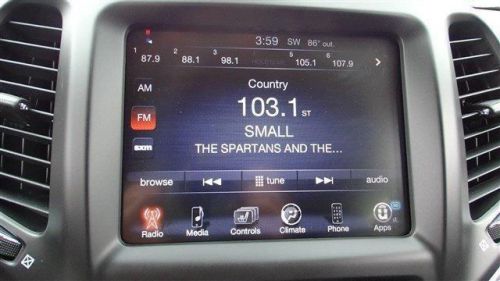 3:59 SW 86° out.
1 2 3 5 6
87.9 88.1 98.1 105.1 107.9
AM
Country
FM
103.1 ST
SMALL
sxm
THE SPARTANS AND THE...
browse tune audio
Radio Media Controls Climate Phone Apps